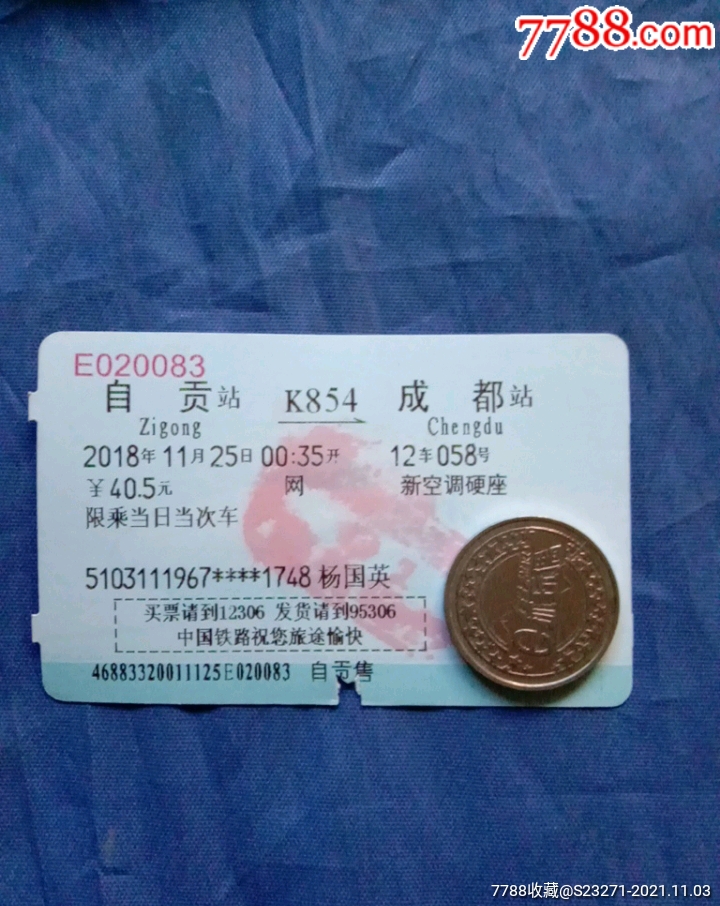 7788.com
E020083
自贡站 K854 成都站
Zigong Chengdu
2018年11月25日00:35开 12车058号
￥40.5元 网 新空调硬座
限乘当日当次车
5103111967****1748 杨国英
买票请到12306 发货请到95306
中国铁路祝您旅途愉快
46883320011125E020083 自贡售
7788收藏@S23271-2021.11.03